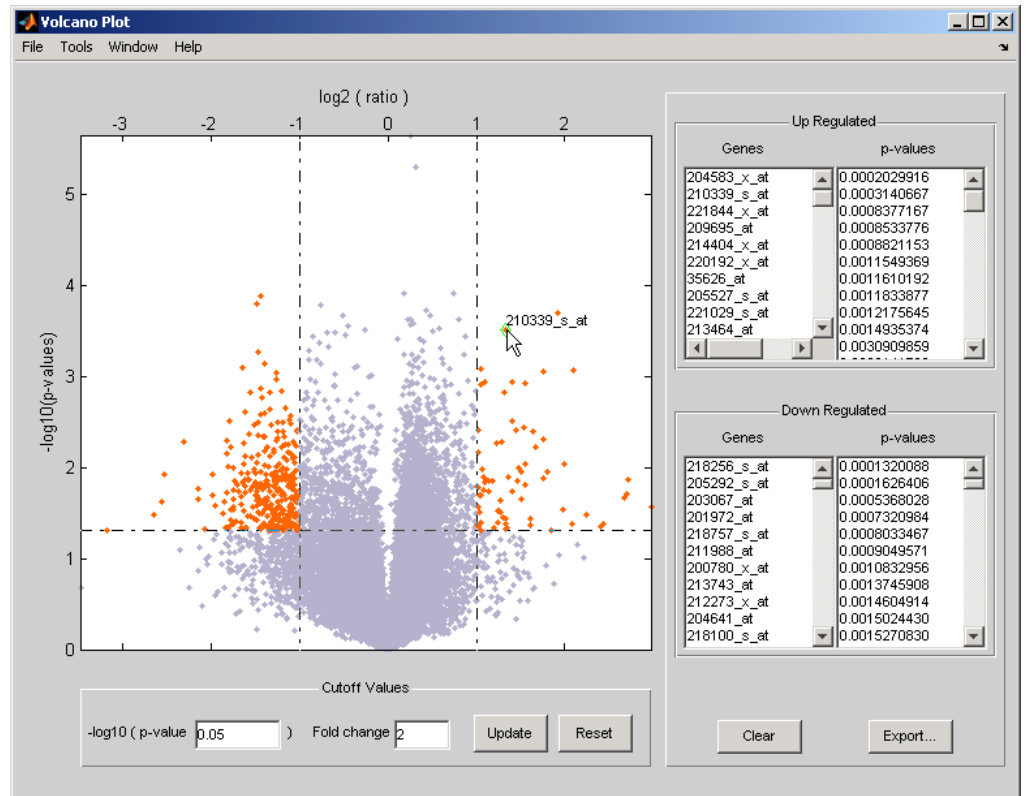 Volcano Plot
File Tools Window Help
log2 ( ratio )
-3 -2 -1 0 1 2
5
4
3
2
1
0
-log10(p-values)
210339_s_at
Up Regulated
Genes p-values
204583_x_at 0.0002029916
210339_s_at 0.0003140667
221844_x_at 0.0008377167
209695_at 0.0008533776
214404_x_at 0.0008821153
220192_x_at 0.0011549369
35626_at 0.0011610192
205527_s_at 0.0011833877
221029_s_at 0.0012175645
213464_at 0.0014935374
0.0030909859
Down Regulated
Genes p-values
218256_s_at 0.0001320088
205292_s_at 0.0001626406
203067_at 0.0005368028
201972_at 0.0007320984
218757_s_at 0.0008033467
211988_at 0.0009049571
200780_x_at 0.0010832956
213743_at 0.0013745908
212273_x_at 0.0014604914
204641_at 0.0015024430
218100_s_at 0.0015270830
Cutoff Values
-log10 ( p-value 0.05 ) Fold change 2 Update Reset
Clear Export...